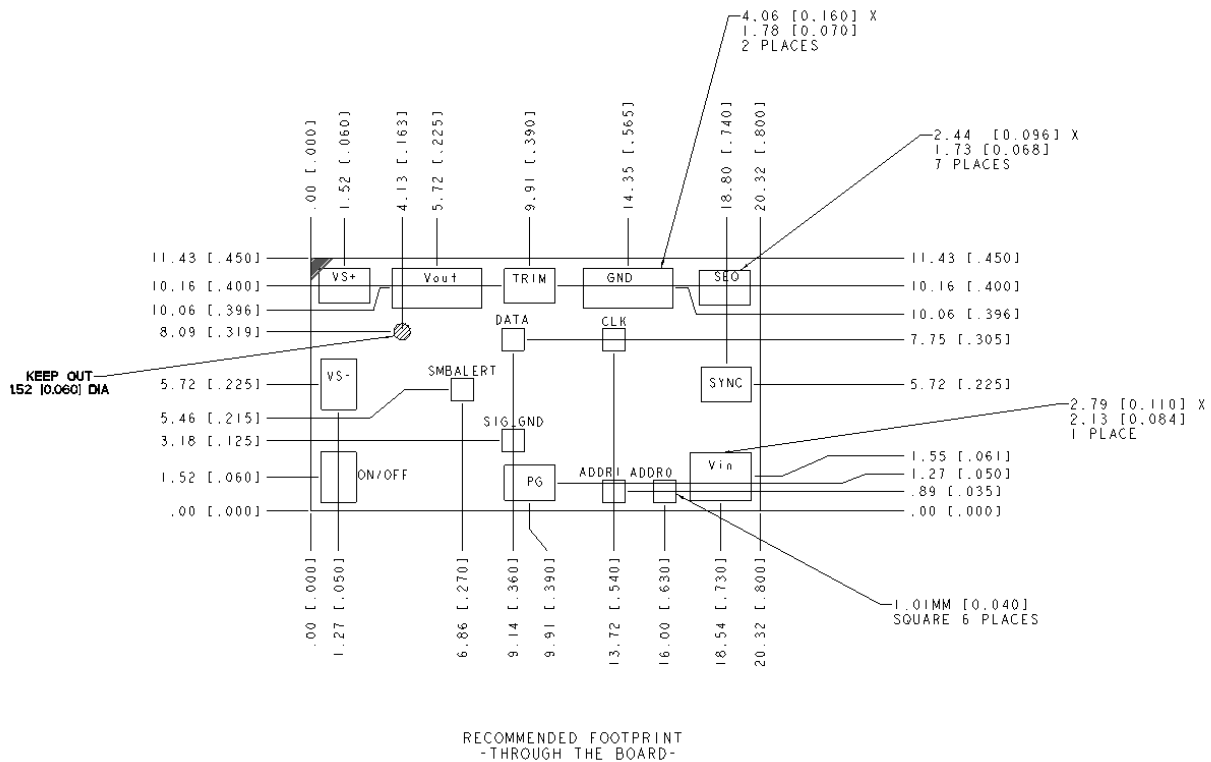 4.06 [0.160] X
1.78 [0.070]
2 PLACES
2.44 [0.096] X
1.73 [0.068]
7 PLACES
.00 [.000]
1.52 [.060]
4.13 [.163]
5.72 [.225]
9.91 [.390]
14.35 [.565]
18.80 [.740]
20.32 [.800]
11.43 [.450]
10.16 [.400]
10.06 [.396]
8.09 [.319]
KEEP OUT
1.52 [0.060] DIA
5.72 [.225]
5.46 [.215]
3.18 [.125]
1.52 [.060]
.00 [.000]
VS+
Vout
TRIM
GND
SEQ
DATA
CLK
VS-
SMBALERT
SYNC
SIG_GND
ON/OFF
PG
ADDR1
ADDR0
Vin
11.43 [.450]
10.16 [.400]
10.06 [.396]
7.75 [.305]
5.72 [.225]
2.79 [0.110] X
2.13 [0.084]
1 PLACE
1.55 [.061]
1.27 [.050]
.89 [.035]
.00 [.000]
.00 [.000]
1.27 [.050]
6.86 [.270]
9.14 [.360]
9.91 [.390]
13.72 [.540]
16.00 [.630]
18.54 [.730]
20.32 [.800]
1.01MM [0.040]
SQUARE 6 PLACES
RECOMMENDED FOOTPRINT
-THROUGH THE BOARD-